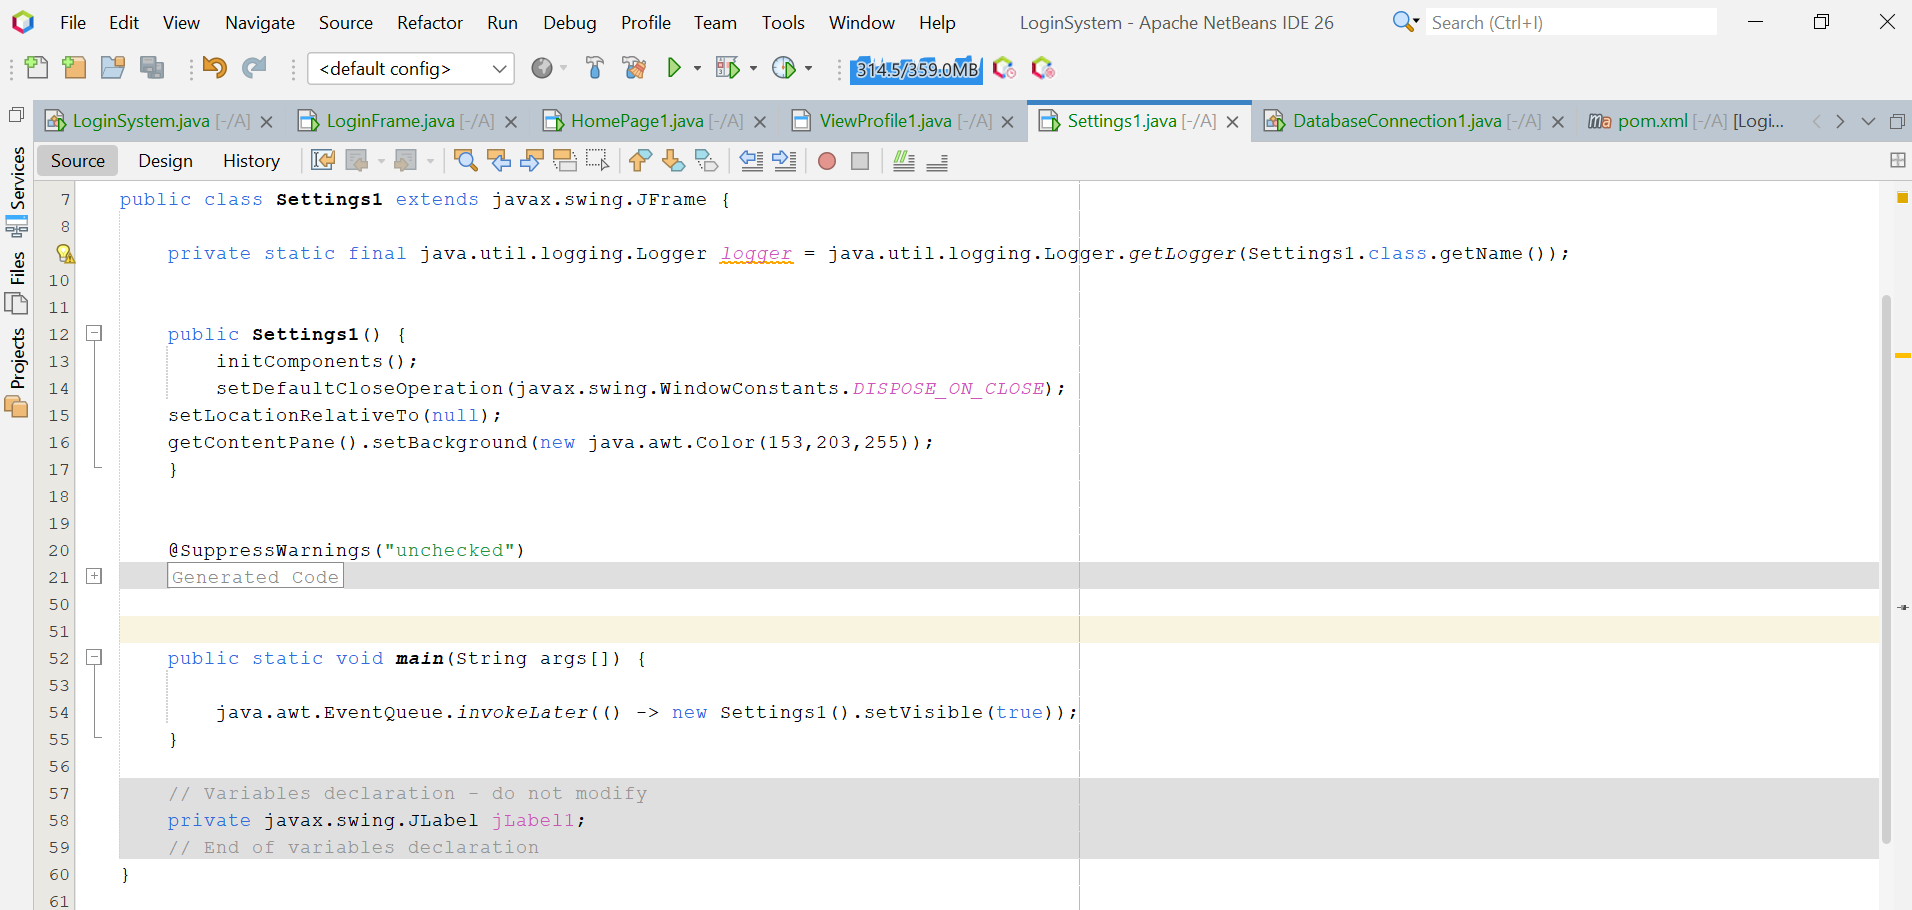 File Edit View Navigate Source Refactor Run Debug Profile Team Tools Window Help LoginSystem - Apache NetBeans IDE 26 Search (Ctrl+I)
<default config> 314.5/359.0MB
LoginSystem.java [-/A] LoginFrame.java [-/A] HomePage1.java [-/A] ViewProfile1.java [-/A] Settings1.java [-/A] DatabaseConnection1.java [-/A] pom.xml [-/A] [Logi...
Source Design History
Services
Files
Projects
7 public class Settings1 extends javax.swing.JFrame {
8
private static final java.util.logging.Logger logger = java.util.logging.Logger.getLogger(Settings1.class.getName());
10
11
12 public Settings1() {
13 initComponents();
14 setDefaultCloseOperation(javax.swing.WindowConstants.DISPOSE_ON_CLOSE);
15 setLocationRelativeTo(null);
16 getContentPane().setBackground(new java.awt.Color(153,203,255));
17 }
18
19
20 @SuppressWarnings("unchecked")
21 Generated Code
50
51
52 public static void main(String args[]) {
53
54 java.awt.EventQueue.invokeLater(() -> new Settings1().setVisible(true));
55 }
56
57 // Variables declaration - do not modify
58 private javax.swing.JLabel jLabel1;
59 // End of variables declaration
60 }
61